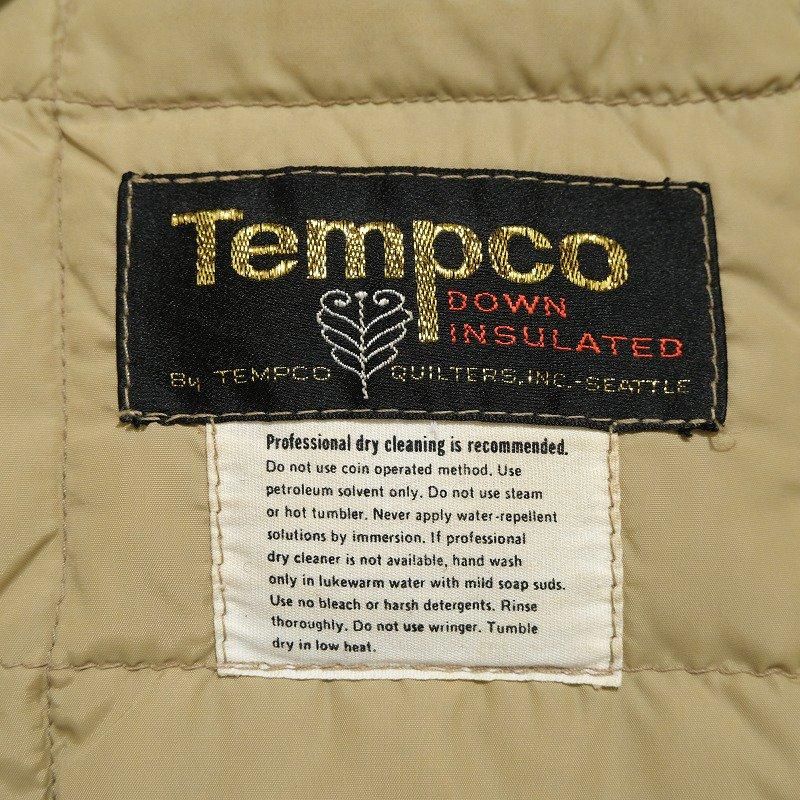 Tempco
DOWN
INSULATED
By TEMPCO QUILTERS, INC.-SEATTLE
Professional dry cleaning is recommended.
Do not use coin operated method. Use
petroleum solvent only. Do not use steam
or hot tumbler. Never apply water-repellent
solutions by immersion. If professional
dry cleaner is not available, hand wash
only in lukewarm water with mild soap suds.
Use no bleach or harsh detergents. Rinse
thoroughly. Do not use wringer. Tumble
dry in low heat.